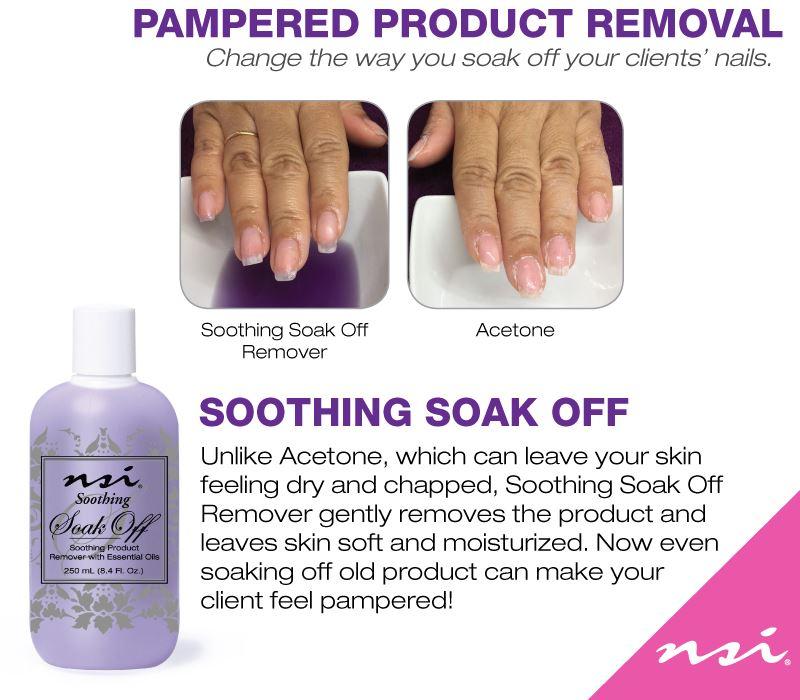 PAMPERED PRODUCT REMOVAL
Change the way you soak off your clients' nails.
Soothing Soak Off
Remover
Acetone
SOOTHING SOAK OFF
Unlike Acetone, which can leave your skin
feeling dry and chapped, Soothing Soak Off
Remover gently removes the product and
leaves skin soft and moisturized. Now even
soaking off old product can make your
client feel pampered!
nsi®
Soothing
Soak Off
Soothing Product
Remover with Essential Oils
250 mL (8.4 Fl. Oz.)
nsi®